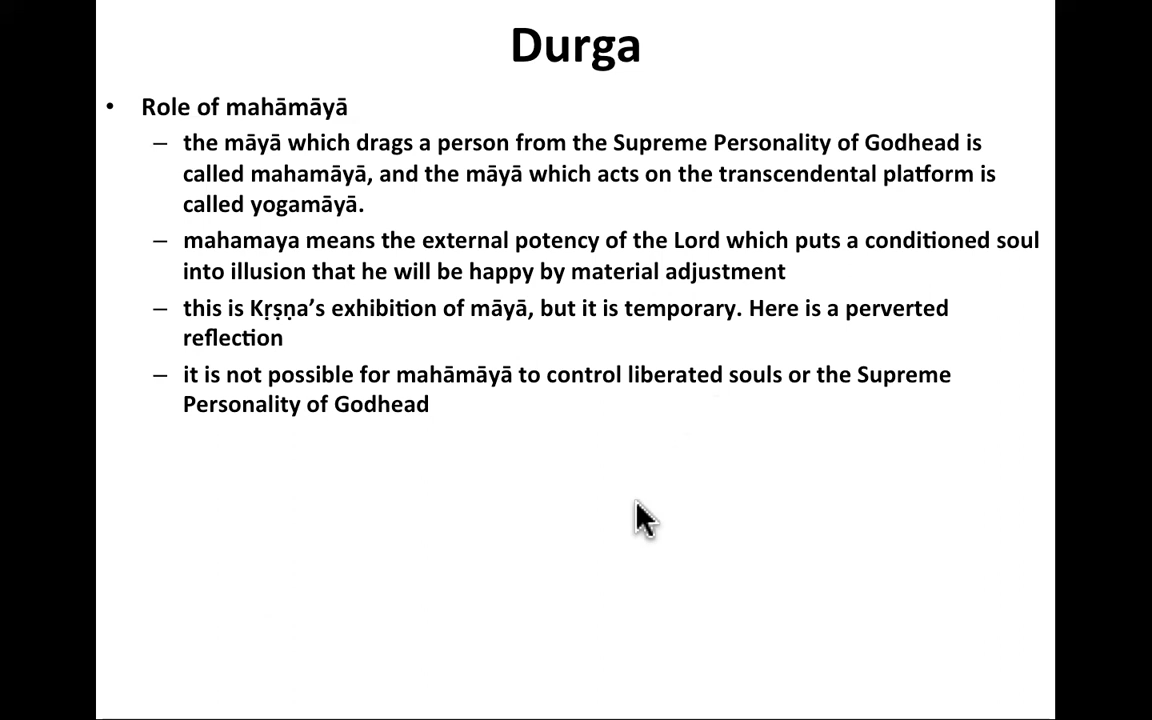 Durga
• Role of mahāmāyā
– the māyā which drags a person from the Supreme Personality of Godhead is
called mahamāyā, and the māyā which acts on the transcendental platform is
called yogamāyā.
– mahamaya means the external potency of the Lord which puts a conditioned soul
into illusion that he will be happy by material adjustment
– this is Kṛṣṇa’s exhibition of māyā, but it is temporary. Here is a perverted
reflection
– it is not possible for mahāmāyā to control liberated souls or the Supreme
Personality of Godhead